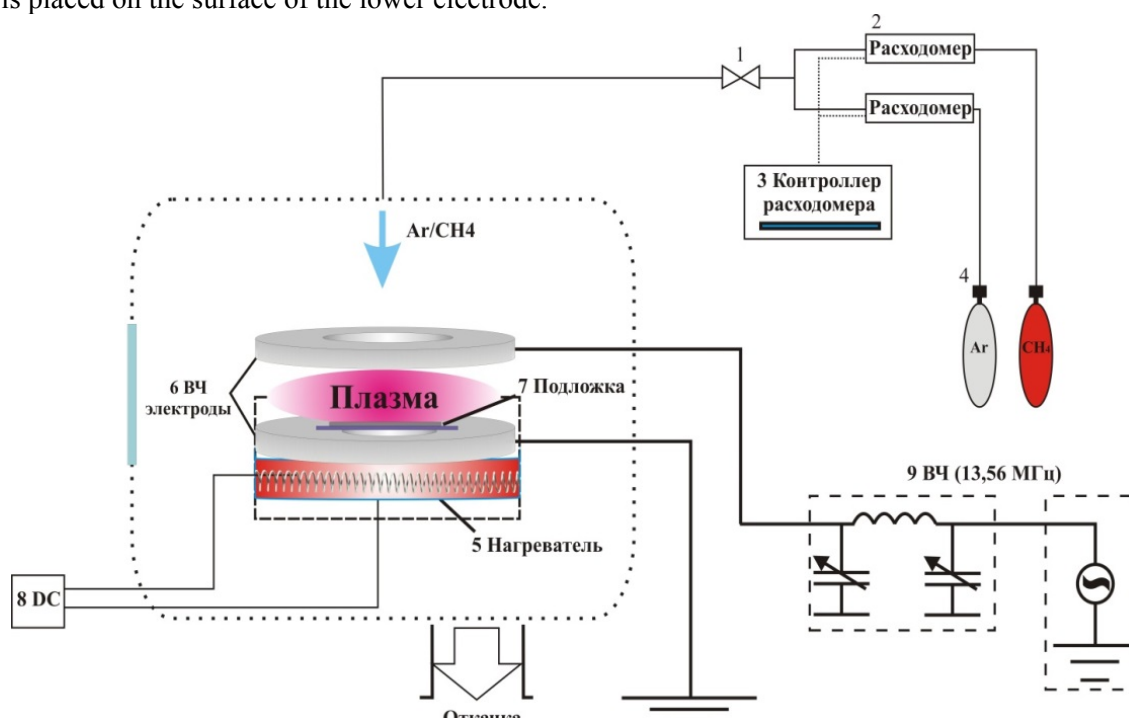 is placed on the surface of the lower electrode.
1
2
Расходомер
Расходомер
3 Контроллер
расходомера
Ar/CH4
4
Ar
CH4
6 ВЧ
электроды
7 Подложка
Плазма
9 ВЧ (13,56 МГц)
5 Нагреватель
8 DC
Откачка